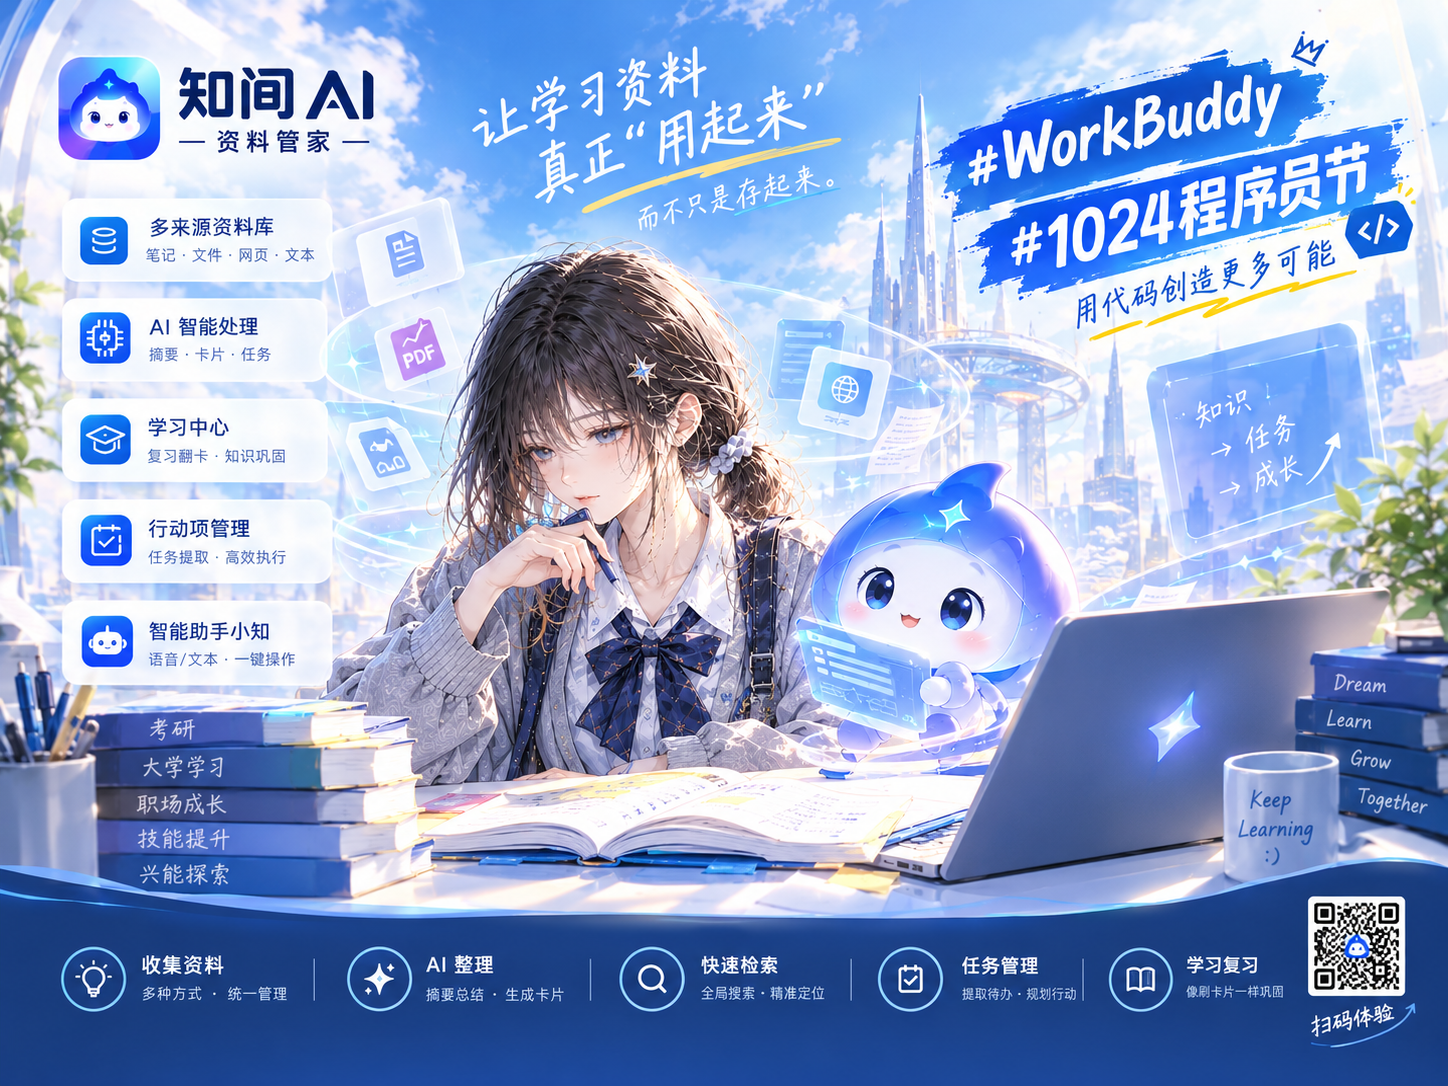 知间 AI
— 资料管家 —
让学习资料
真正“用起来”
而不只是存起来。
#WorkBuddy
#1024程序员节
</>
用代码创造更多可能
多来源资料库
笔记 · 文件 · 网页 · 文本
AI 智能处理
摘要 · 卡片 · 任务
学习中心
复习翻卡 · 知识巩固
行动项管理
任务提取 · 高效执行
智能助手小知
语音/文本 · 一键操作
PDF
知识
→ 任务
→ 成长
考研
大学学习
职场成长
技能提升
兴能探索
Dream
Learn
Grow
Together
Keep
Learning
:)
收集资料
多种方式 · 统一管理
AI 整理
摘要总结 · 生成卡片
快速检索
全局搜索 · 精准定位
任务管理
提取待办 · 规划行动
学习复习
像刷卡片一样巩固
扫码体验